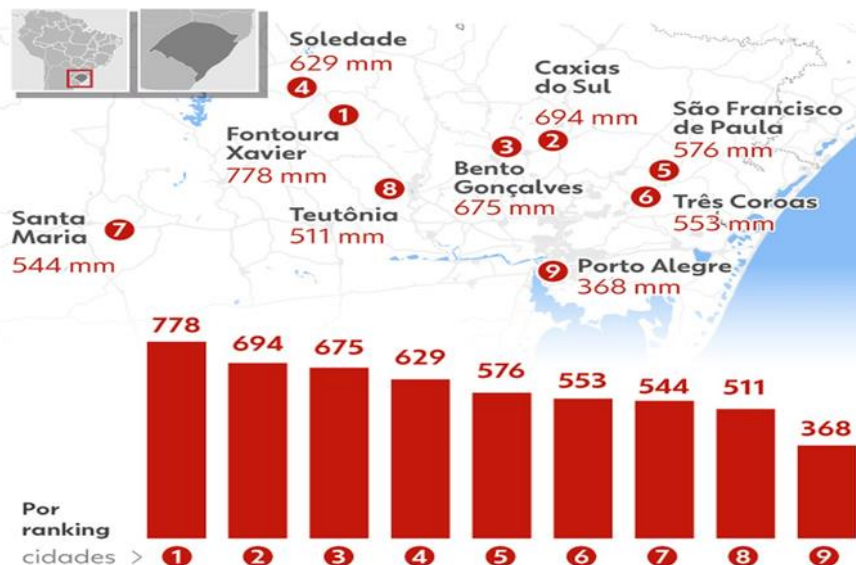 Soledade
629 mm
4
1
Fontoura
Xavier
778 mm
Caxias
do Sul
694 mm
3
2
Bento
Gonçalves
675 mm
São Francisco
de Paula
576 mm
5
6
Três Coroas
553 mm
8
Teutônia
511 mm
Santa
Maria
7
544 mm
9
Porto Alegre
368 mm
778
694
675
629
576
553
544
511
368
Por
ranking
cidades >
1
2
3
4
5
6
7
8
9